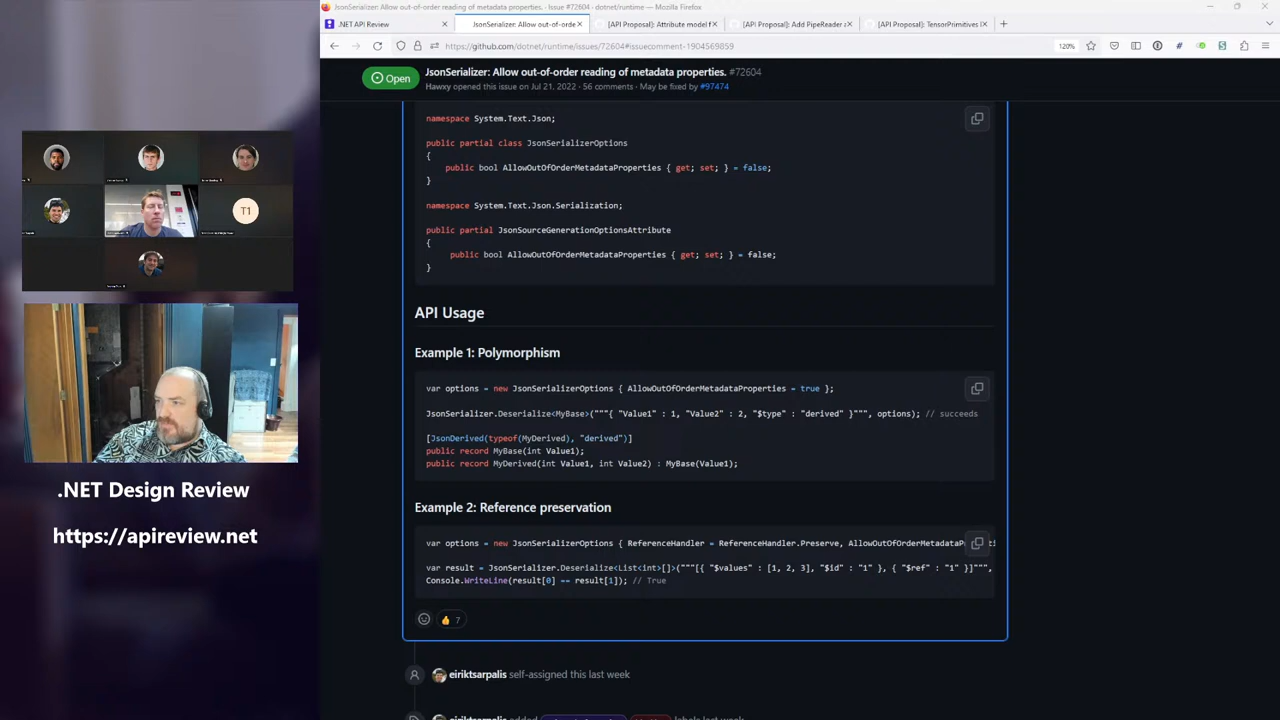 JsonSerializer: Allow out-of-order reading of metadata properties. · Issue #72604 · dotnet/runtime — Mozilla Firefox
.NET API Review
JsonSerializer: Allow out-of-orde
[API Proposal]: Attribute model f
[API Proposal]: Add PipeReader a
[API Proposal]: TensorPrimitives I
https://github.com/dotnet/runtime/issues/72604#issuecomment-1904569859
120%
Open
JsonSerializer: Allow out-of-order reading of metadata properties. #72604
Hawxy opened this issue on Jul 21, 2022 · 56 comments · May be fixed by #97474
namespace System.Text.Json;
public partial class JsonSerializerOptions
{
public bool AllowOutOfOrderMetadataProperties { get; set; } = false;
}
namespace System.Text.Json.Serialization;
public partial JsonSourceGenerationOptionsAttribute
{
public bool AllowOutOfOrderMetadataProperties { get; set; } = false;
}
API Usage
Example 1: Polymorphism
var options = new JsonSerializerOptions { AllowOutOfOrderMetadataProperties = true };
JsonSerializer.Deserialize<MyBase>("""{ "Value1" : 1, "Value2" : 2, "$type" : "derived" }""", options); // succeeds
[JsonDerived(typeof(MyDerived), "derived")]
public record MyBase(int Value1);
public record MyDerived(int Value1, int Value2) : MyBase(Value1);
Example 2: Reference preservation
var options = new JsonSerializerOptions { ReferenceHandler = ReferenceHandler.Preserve, AllowOutOfOrderMetadataP
var result = JsonSerializer.Deserialize<List<int>[]>("""[{ "$values" : [1, 2, 3], "$id" : "1" }, { "$ref" : "1" }]""",
Console.WriteLine(result[0] == result[1]); // True
7
eiriktsarpalis self-assigned this last week
eiriktsarpalis added labels last week
T1
.NET Design Review
https://apireview.net